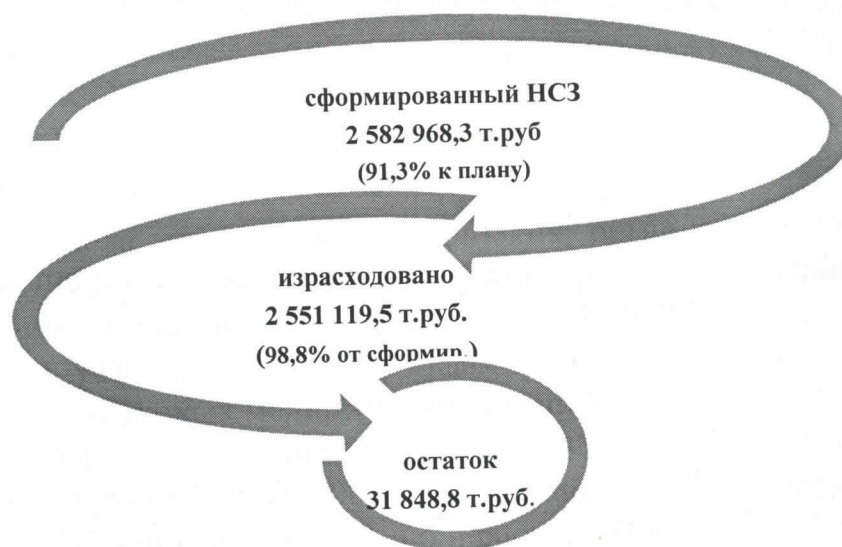 сформированный НСЗ
2 582 968,3 т.руб
(91,3% к плану)
израсходовано
2 551 119,5 т.руб.
(98,8% от сформир.)
остаток
31 848,8 т.руб.